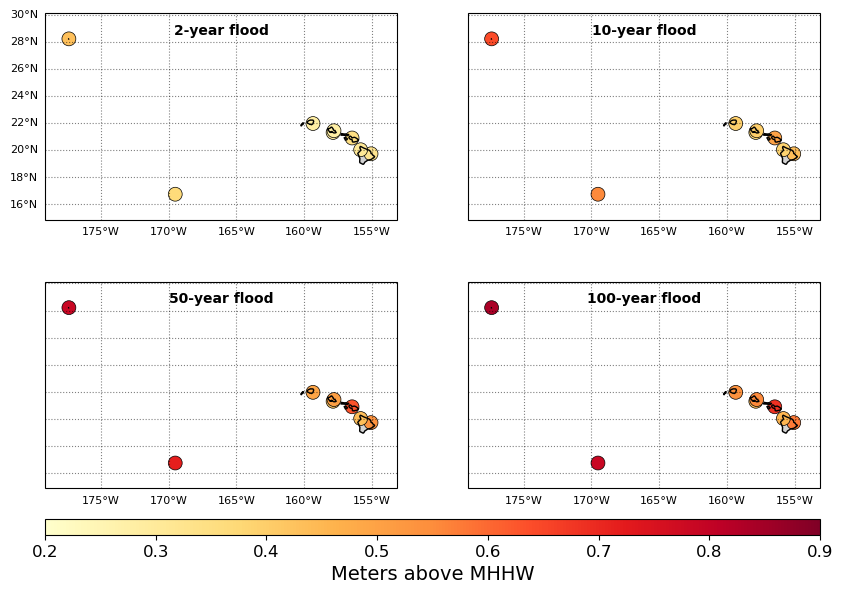 2-year flood
10-year flood
30°N
28°N
26°N
24°N
22°N
20°N
18°N
16°N
175°W 170°W 165°W 160°W 155°W
175°W 170°W 165°W 160°W 155°W
50-year flood
100-year flood
175°W 170°W 165°W 160°W 155°W
175°W 170°W 165°W 160°W 155°W
0.2 0.3 0.4 0.5 0.6 0.7 0.8 0.9
Meters above MHHW